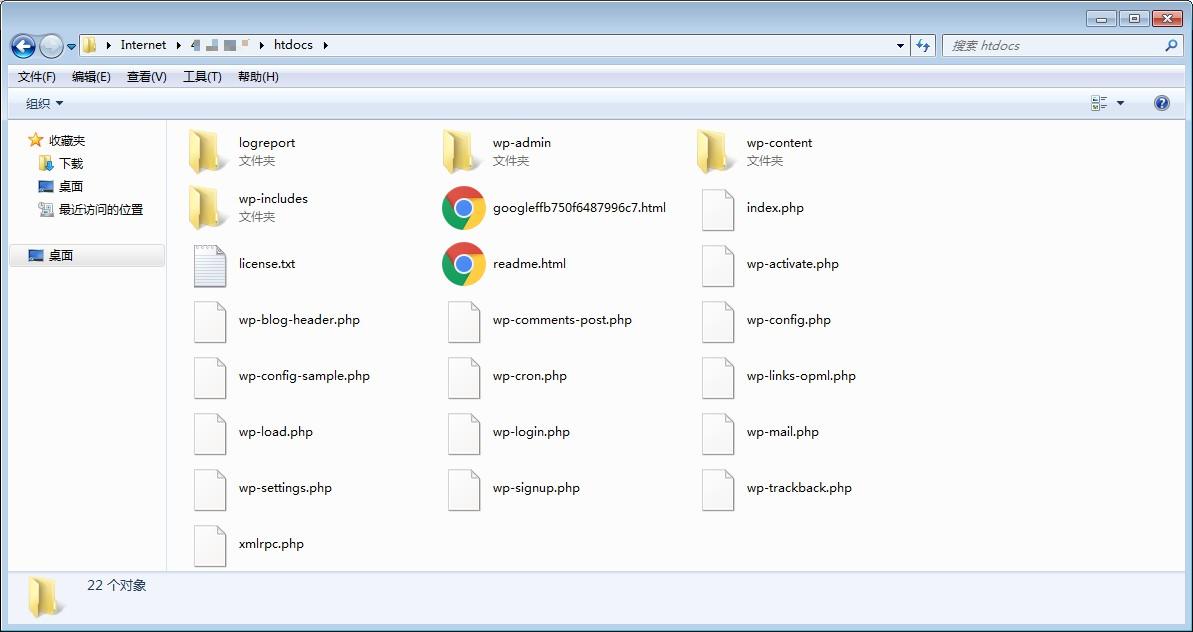 Internet htdocs
搜索 htdocs
文件(F) 编辑(E) 查看(V) 工具(T) 帮助(H)
组织
收藏夹
下载
桌面
最近访问的位置
桌面
logreport
文件夹
wp-admin
文件夹
wp-content
文件夹
wp-includes
文件夹
googleffb750f6487996c7.html
index.php
license.txt
readme.html
wp-activate.php
wp-blog-header.php
wp-comments-post.php
wp-config.php
wp-config-sample.php
wp-cron.php
wp-links-opml.php
wp-load.php
wp-login.php
wp-mail.php
wp-settings.php
wp-signup.php
wp-trackback.php
xmlrpc.php
22 个对象